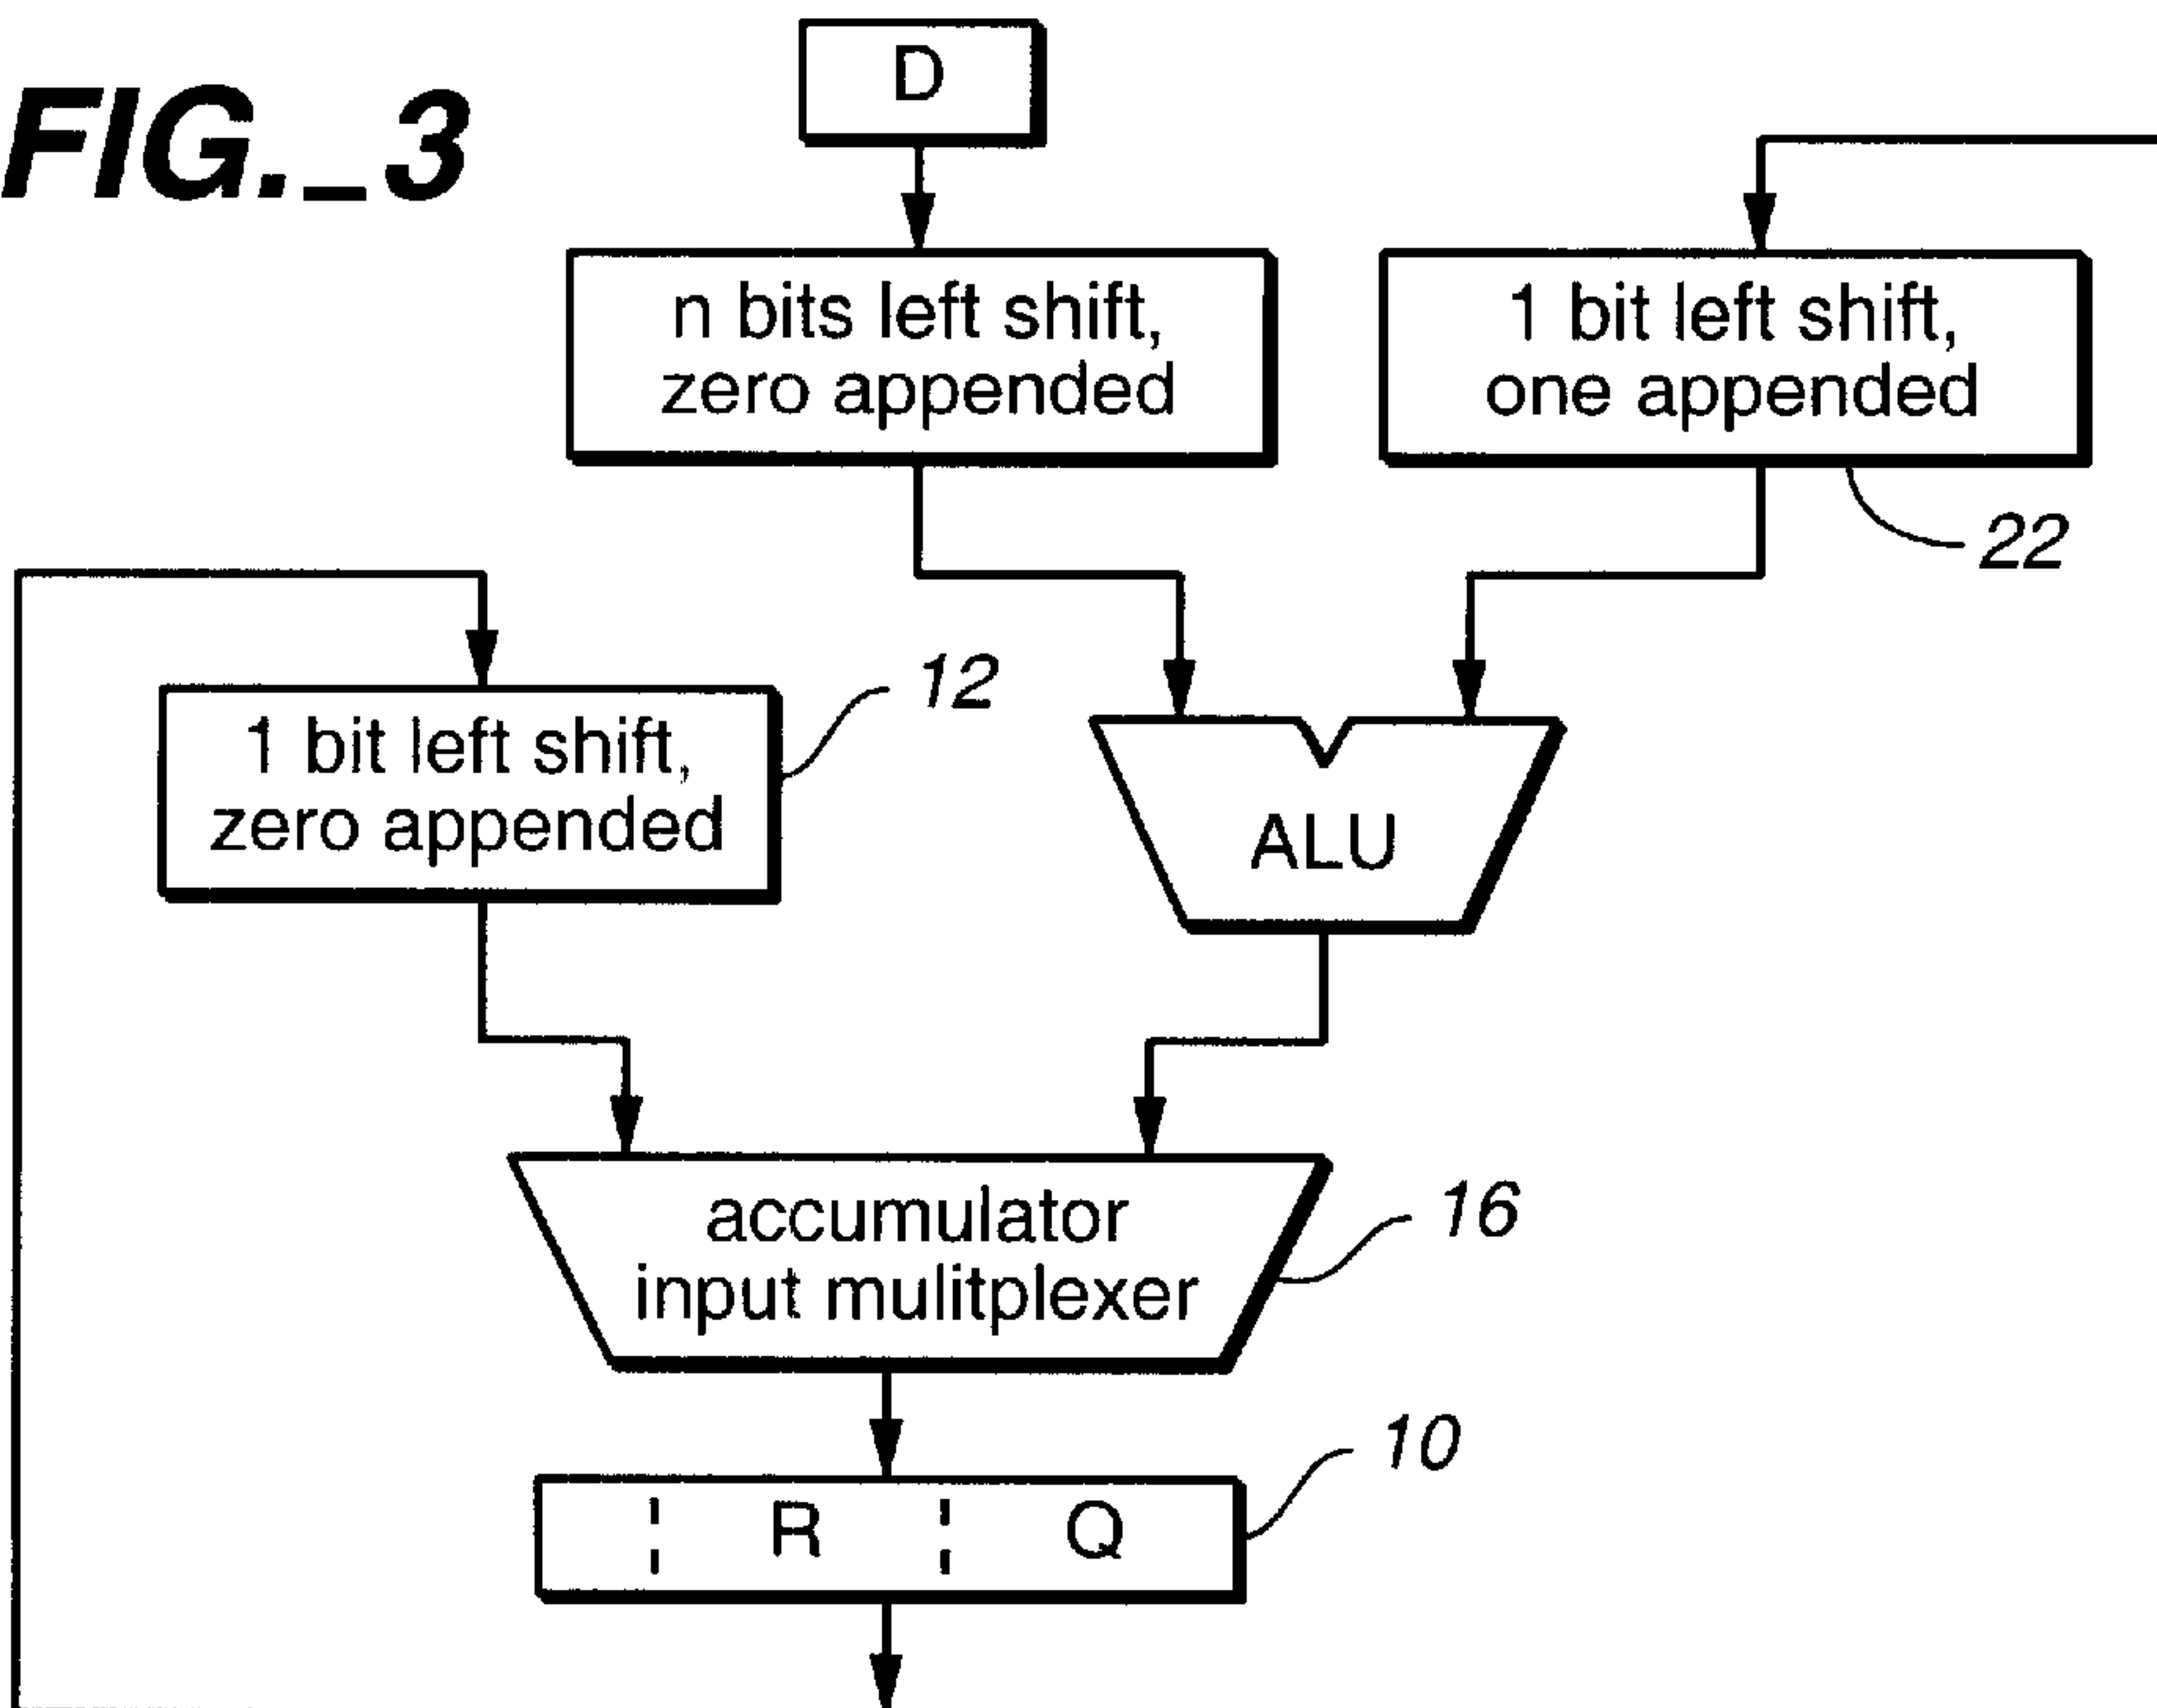 FIG._3
D
n bits left shift,
zero appended
1 bit left shift,
one appended
22
12
1 bit left shift,
zero appended
ALU
accumulator
input mulitplexer
16
10
R
Q